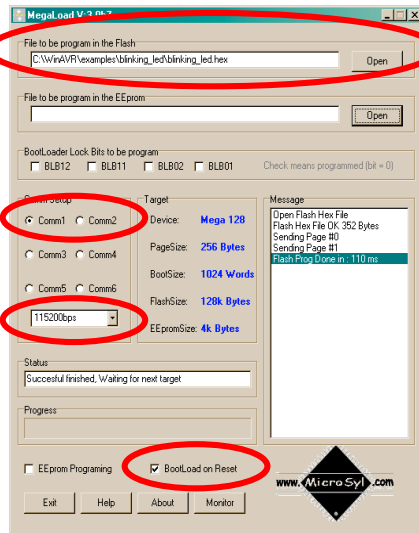 MegaLoad V:3.0b7
File to be program in the Flash
C:\WinAVR\examples\blinking_led\blinking_led.hex
Open
File to be program in the EEprom
Open
BootLoader Lock Bits to be program
BLB12 BLB11 BLB02 BLB01 Check means programmed (bit = 0)
Comm Setup
Comm1 Comm2
Comm3 Comm4
Comm5 Comm6
115200bps
Target
Device: Mega 128
PageSize: 256 Bytes
BootSize: 1024 Words
FlashSize: 128k Bytes
EEpromSize: 4k Bytes
Message
Open Flash Hex File
Flash Hex File OK 352 Bytes
Sending Page #0
Sending Page #1
Flash Prog Done in : 110 ms
Status
Succesful finished, Waiting for next target
Progress
EEprom Programing BootLoad on Reset
www.MicroSyl.com
Exit Help About Monitor